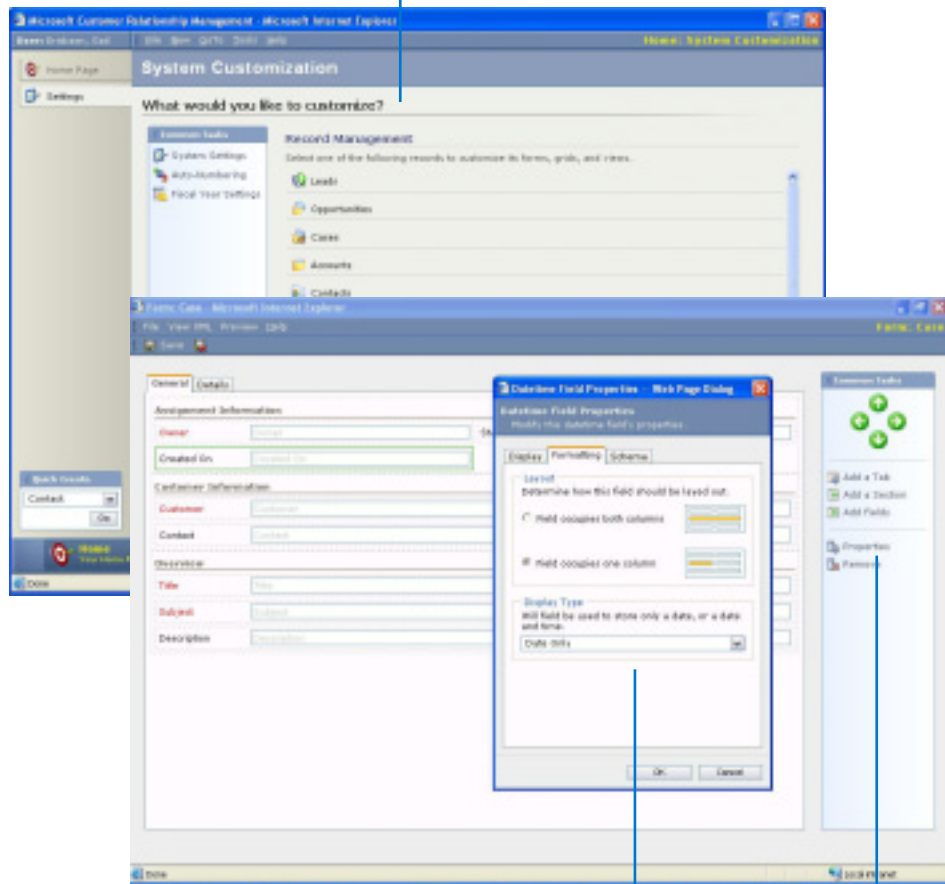 Microsoft Customer Relationship Management - Microsoft Internet Explorer
Home: System Customization
Home Page
System Customization
Settings
What would you like to customize?
Common Tasks
System Settings
Auto-Numbering
Fiscal Year Settings
Record Management
Select one of the following records to customize its forms, grids, and views.
Leads
Opportunities
Cases
Accounts
Contacts
Quick Create
Contact
Go
Home
Done
Form: Case - Microsoft Internet Explorer
File View XML Preview Help
Form: Case
Save
General Details
Assignment Information
Owner Owner
Created On Created On
Customer Information
Customer Customer
Contact Contact
Overview
Title Title
Subject Subject
Description Description
Datetime Field Properties -- Web Page Dialog
Datetime Field Properties
Modify this datetime field's properties.
Display Formatting Schema
Layout
Determine how this field should be layed out.
Field occupies both columns
Field occupies one column
Display Type
Will field be used to store only a date, or a date
and time.
Date Only
OK Cancel
Common Tasks
Add a Tab
Add a Section
Add Fields
Properties
Remove
Done
Local intranet